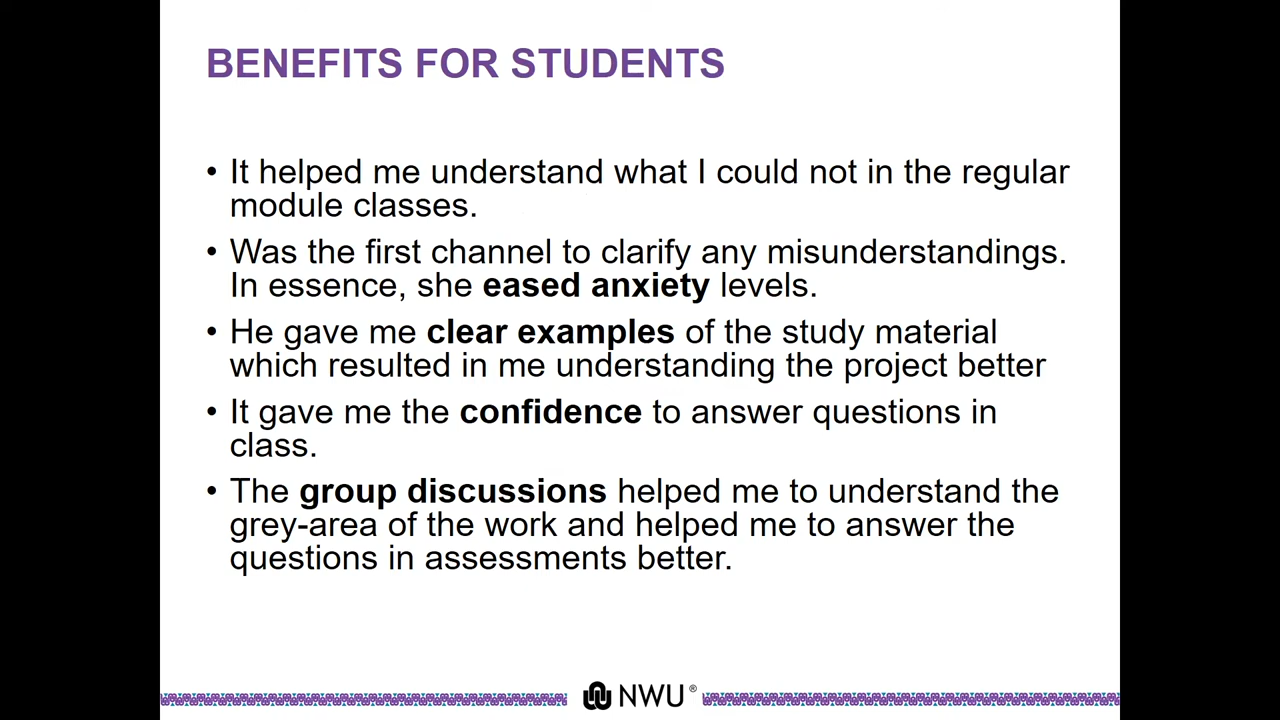 BENEFITS FOR STUDENTS
• It helped me understand what I could not in the regular
module classes.
• Was the first channel to clarify any misunderstandings.
In essence, she eased anxiety levels.
• He gave me clear examples of the study material
which resulted in me understanding the project better
• It gave me the confidence to answer questions in
class.
• The group discussions helped me to understand the
grey-area of the work and helped me to answer the
questions in assessments better.
NWU®